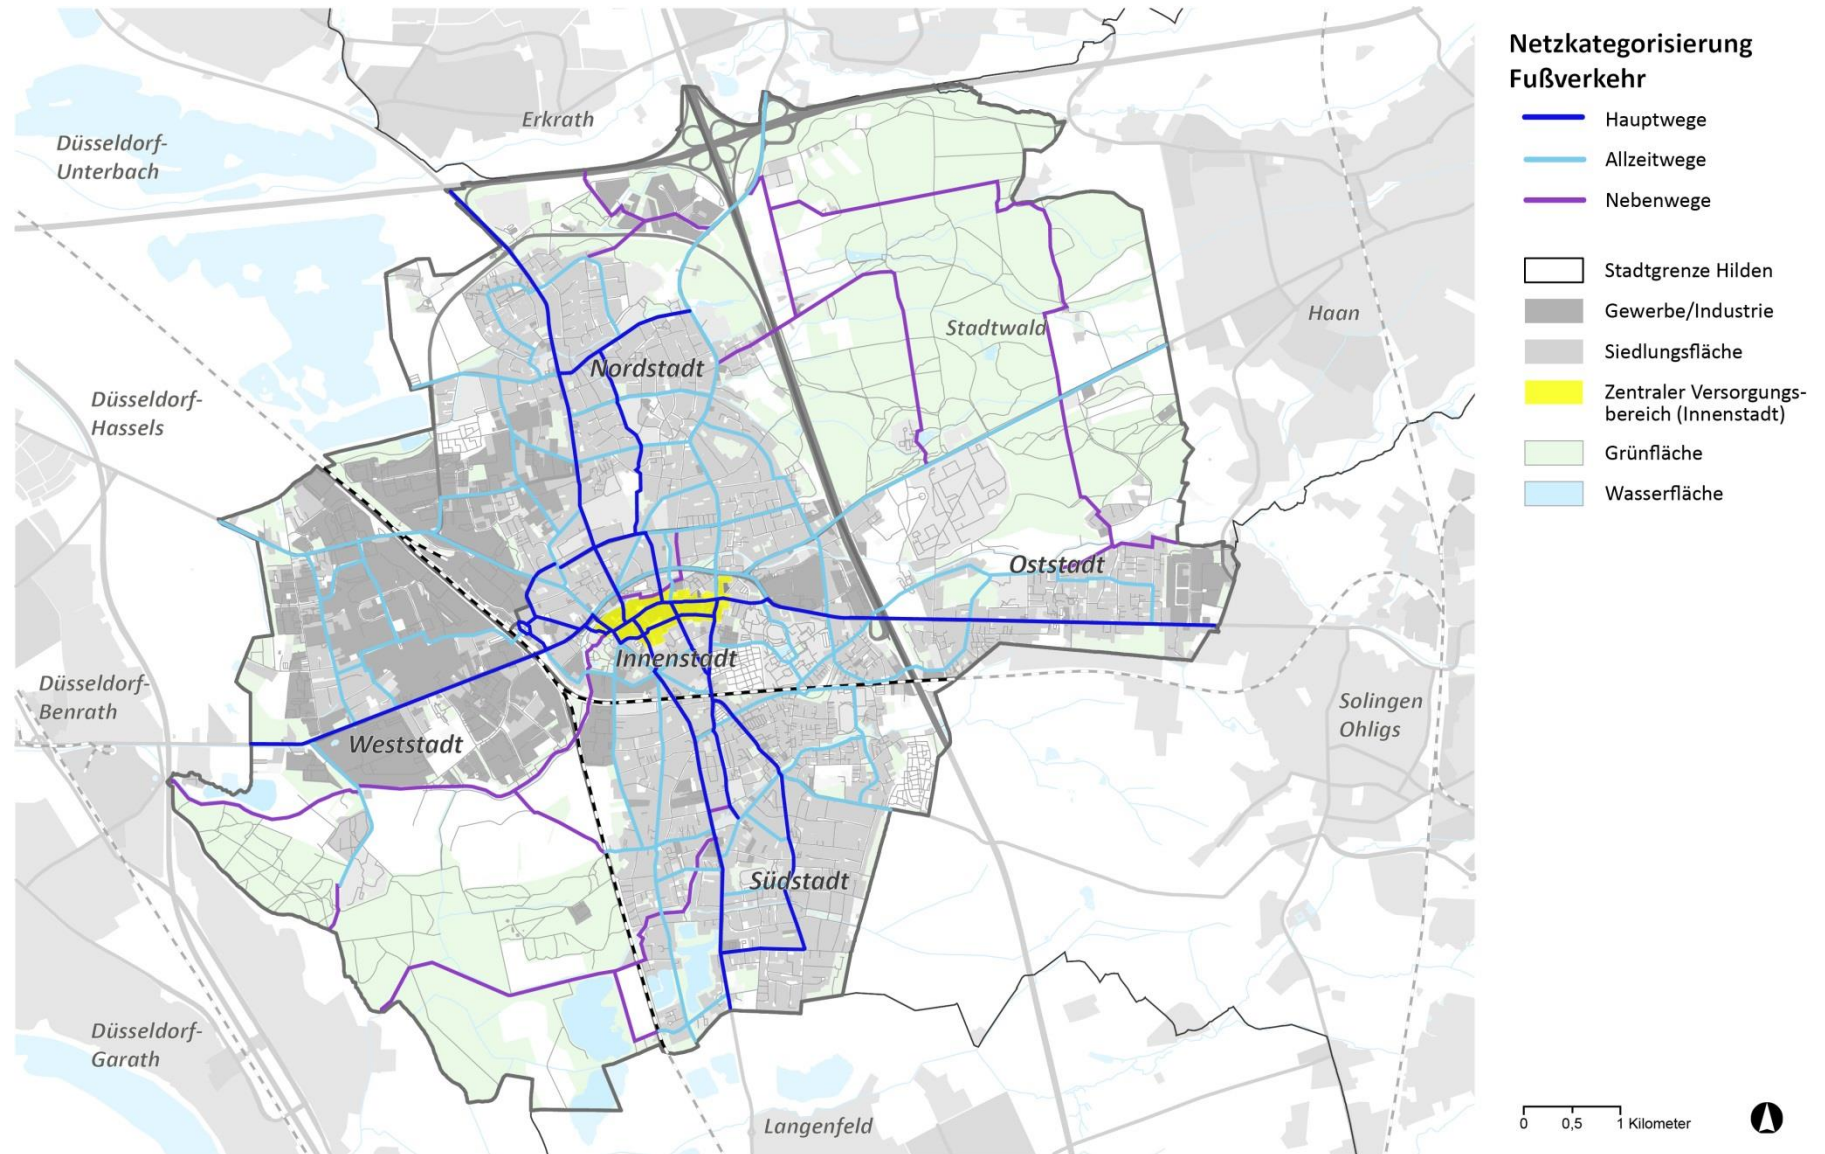 Netzkategorisierung
Fußverkehr
Hauptwege
Allzeitwege
Nebenwege
Stadtgrenze Hilden
Gewerbe/Industrie
Siedlungsfläche
Zentraler Versorgungs-
bereich (Innenstadt)
Grünfläche
Wasserfläche
Erkrath
Düsseldorf-
Unterbach
Haan
Stadtwald
Nordstadt
Düsseldorf-
Hassels
Oststadt
Innenstadt
Düsseldorf-
Benrath
Solingen
Ohligs
Weststadt
Südstadt
Düsseldorf-
Garath
Langenfeld
0 0,5 1 Kilometer